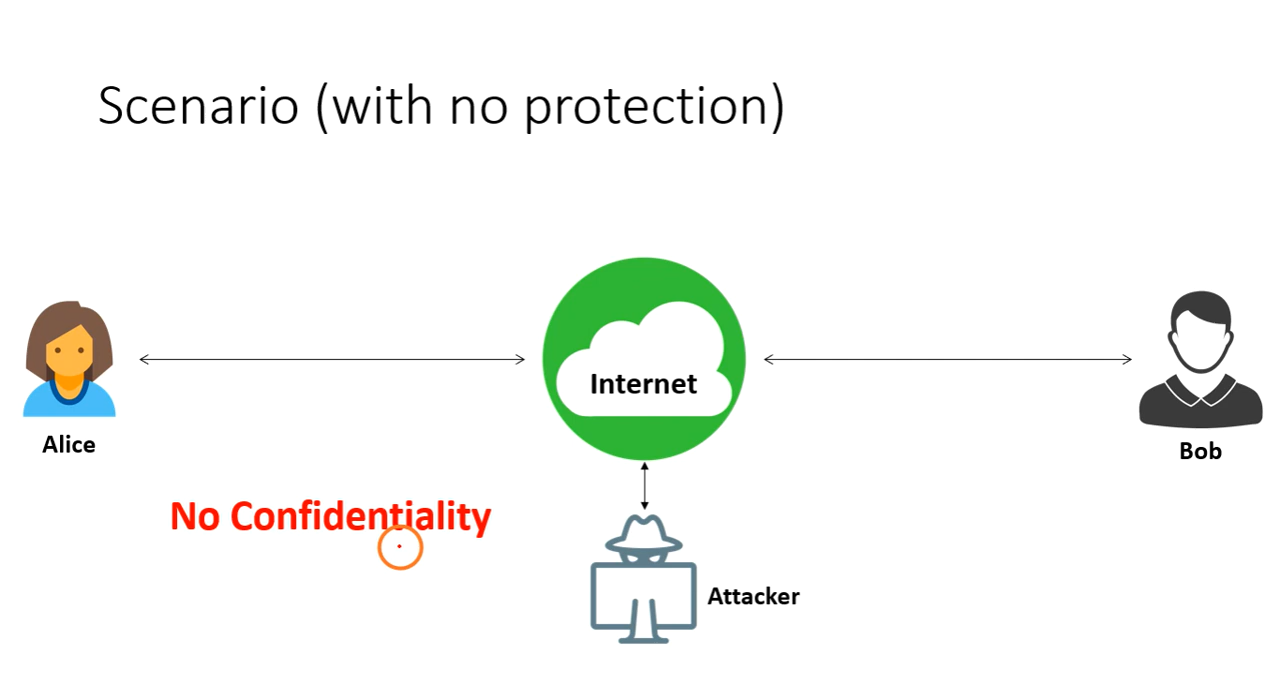 Scenario (with no protection)
Internet
Alice
Bob
No Confidentiality
Attacker